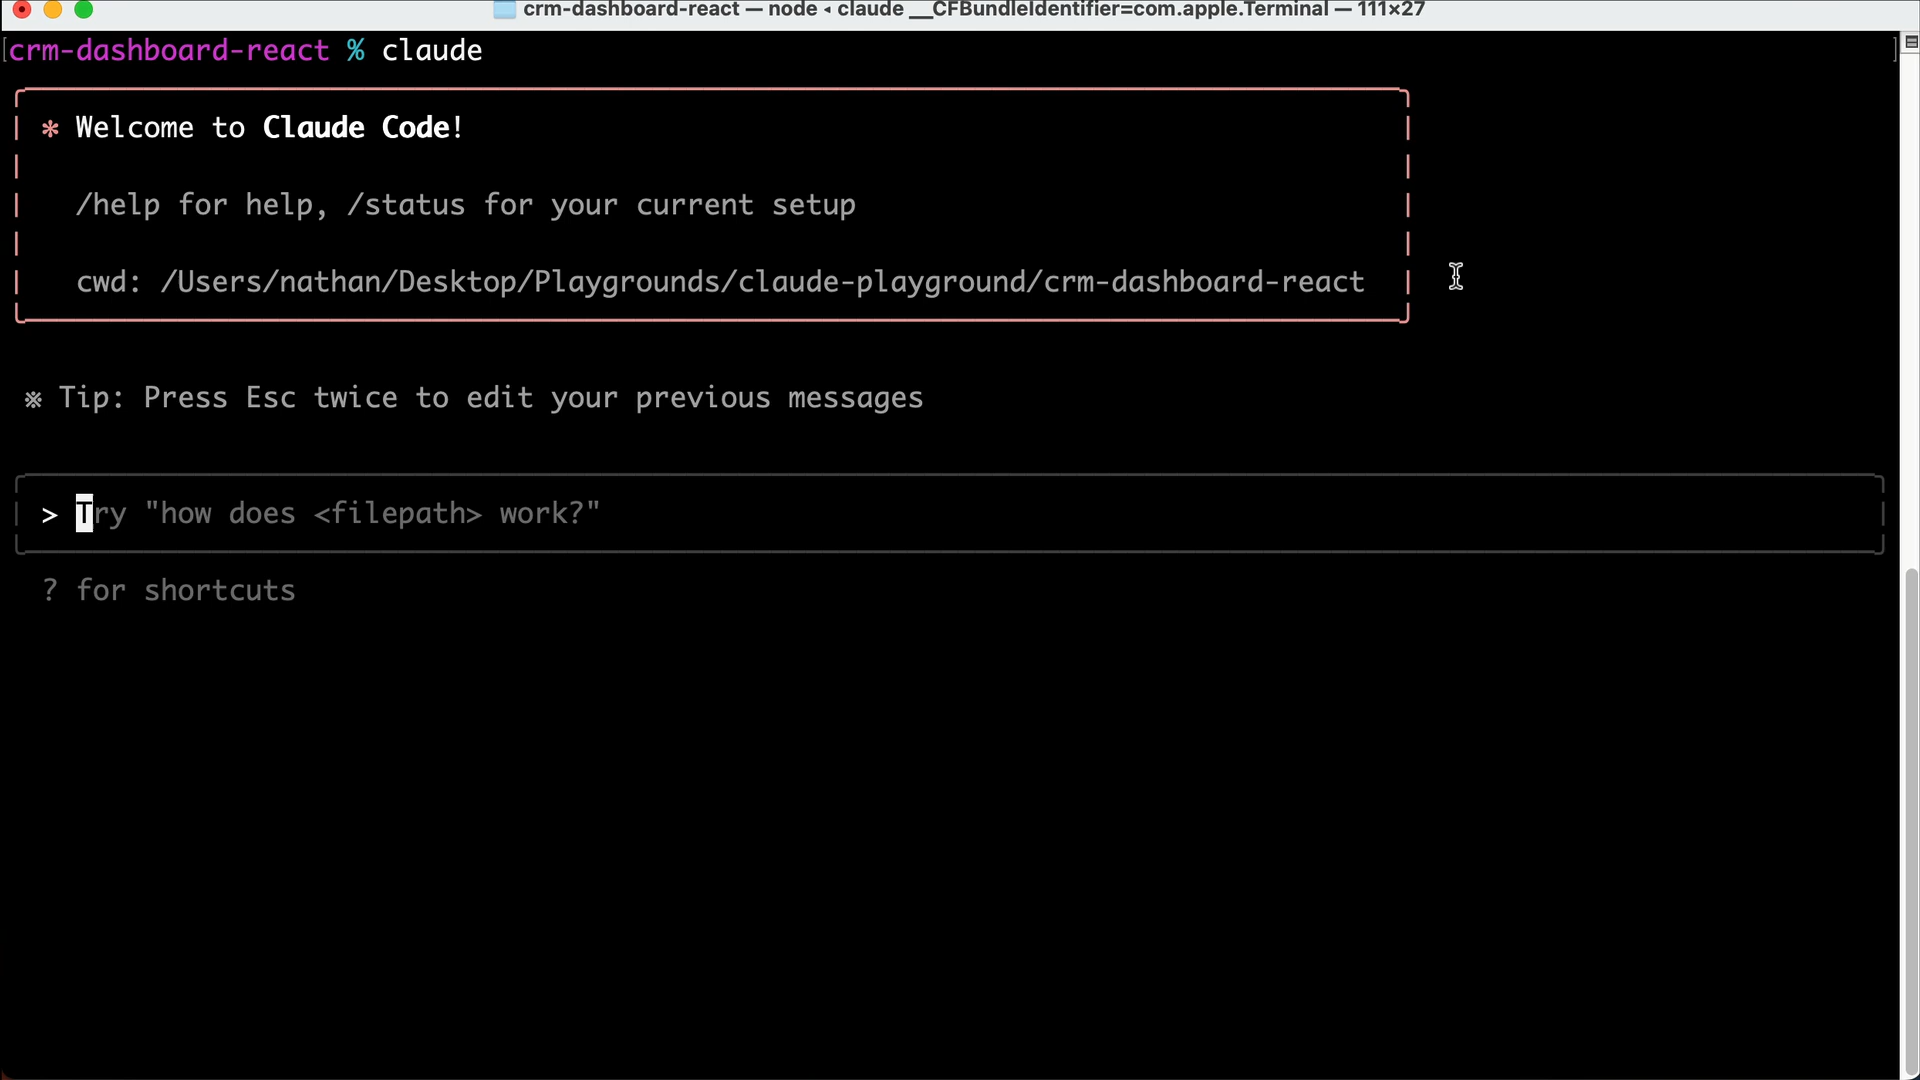 crm-dashboard-react — node ◂ claude __CFBundleIdentifier=com.apple.Terminal — 111×27
[crm-dashboard-react % claude ]
✻ Welcome to Claude Code!
/help for help, /status for your current setup
cwd: /Users/nathan/Desktop/Playgrounds/claude-playground/crm-dashboard-react
※ Tip: Press Esc twice to edit your previous messages
> Try "how does <filepath> work?"
? for shortcuts